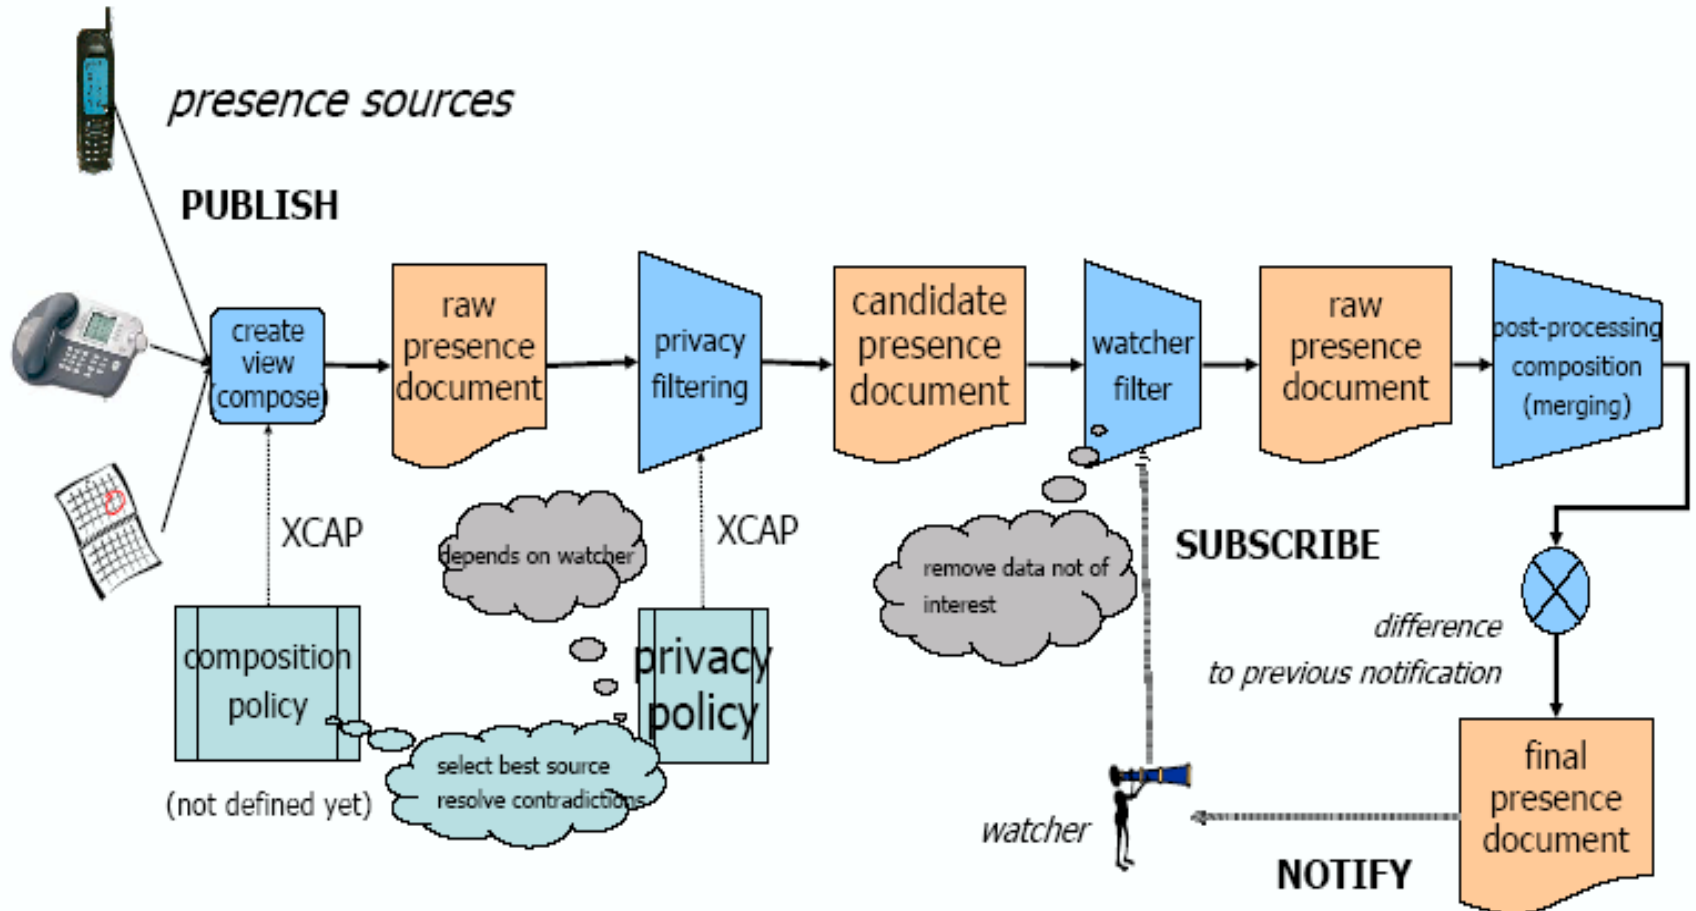 presence sources
PUBLISH
create
view
(compose)
raw
presence
document
privacy
filtering
candidate
presence
document
watcher
filter
raw
presence
document
post-processing
composition
(merging)
XCAP
depends on watcher
XCAP
remove data not of
interest
SUBSCRIBE
difference
to previous notification
composition
policy
(not defined yet)
select best source
resolve contradictions
privacy
policy
watcher
NOTIFY
final
presence
document